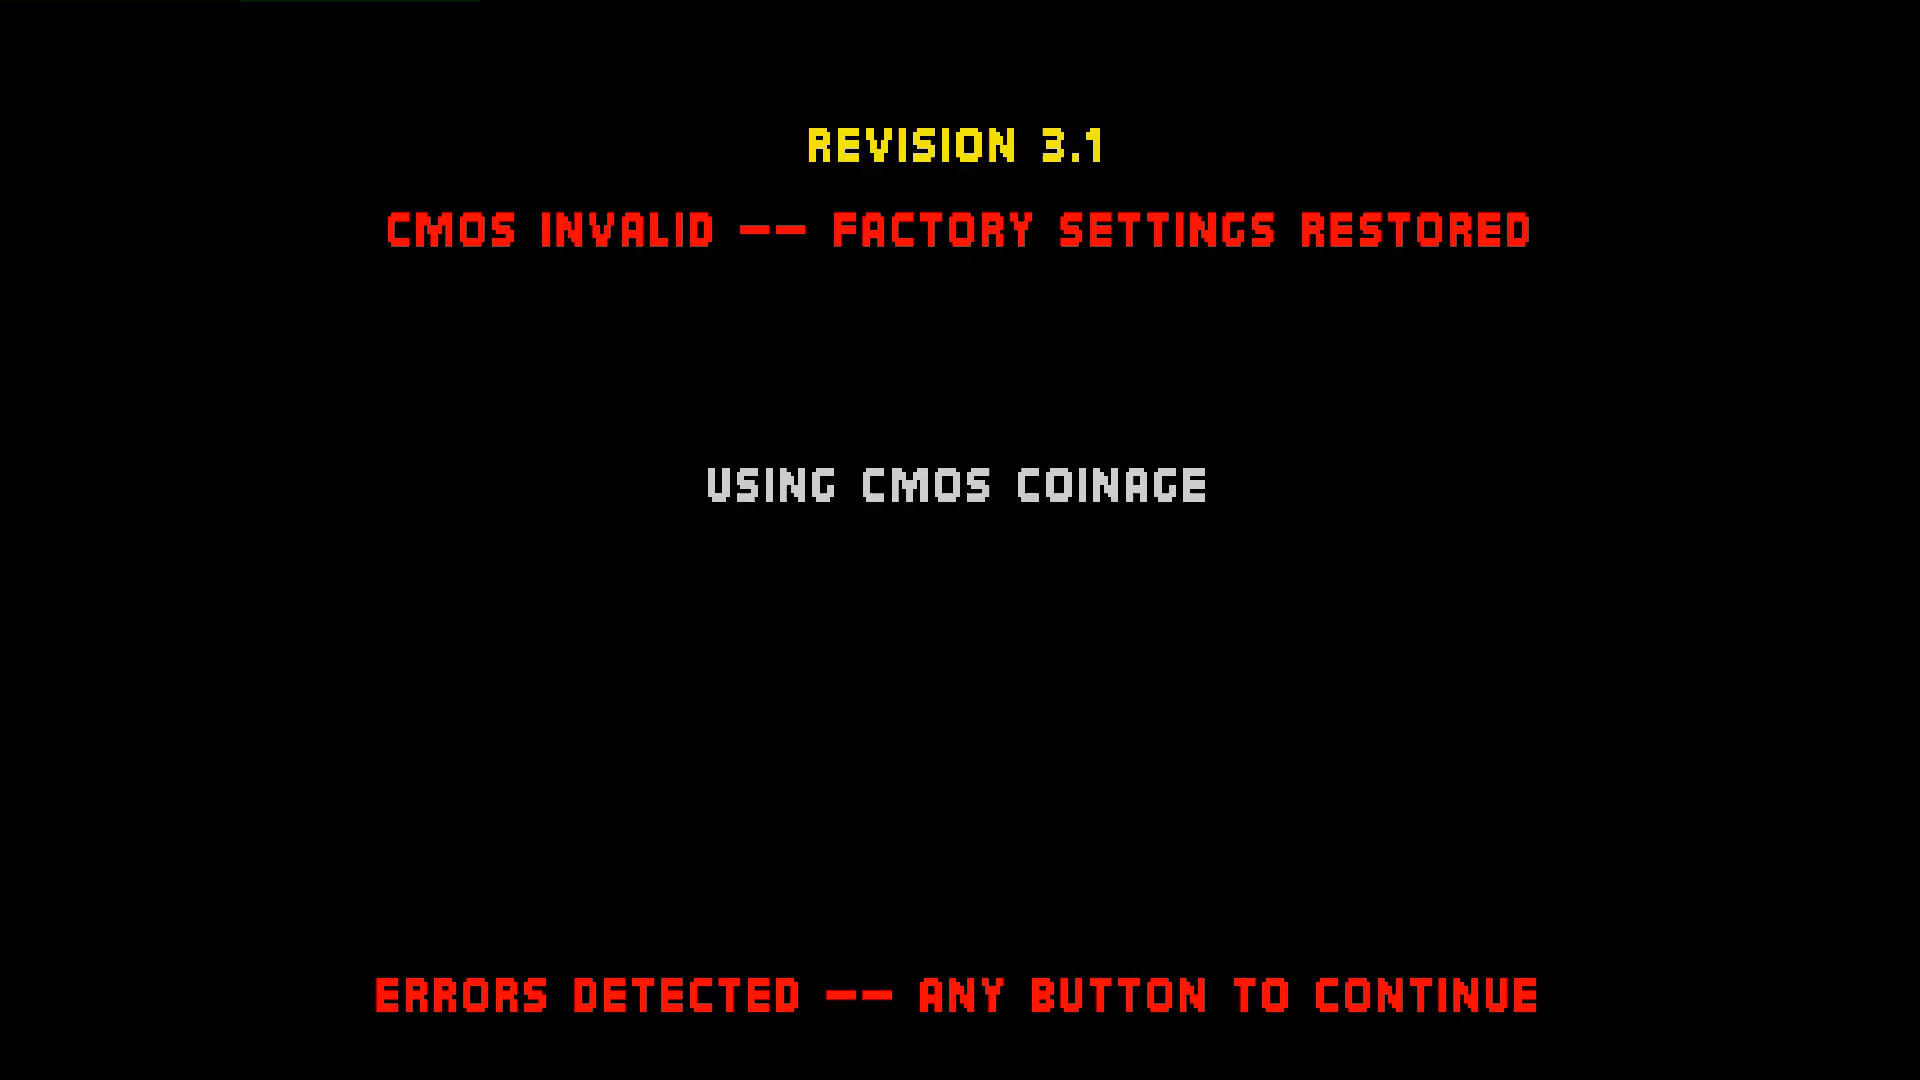 REVISION 3.1
CMOS INVALID -- FACTORY SETTINGS RESTORED
USING CMOS COINAGE
ERRORS DETECTED -- ANY BUTTON TO CONTINUE